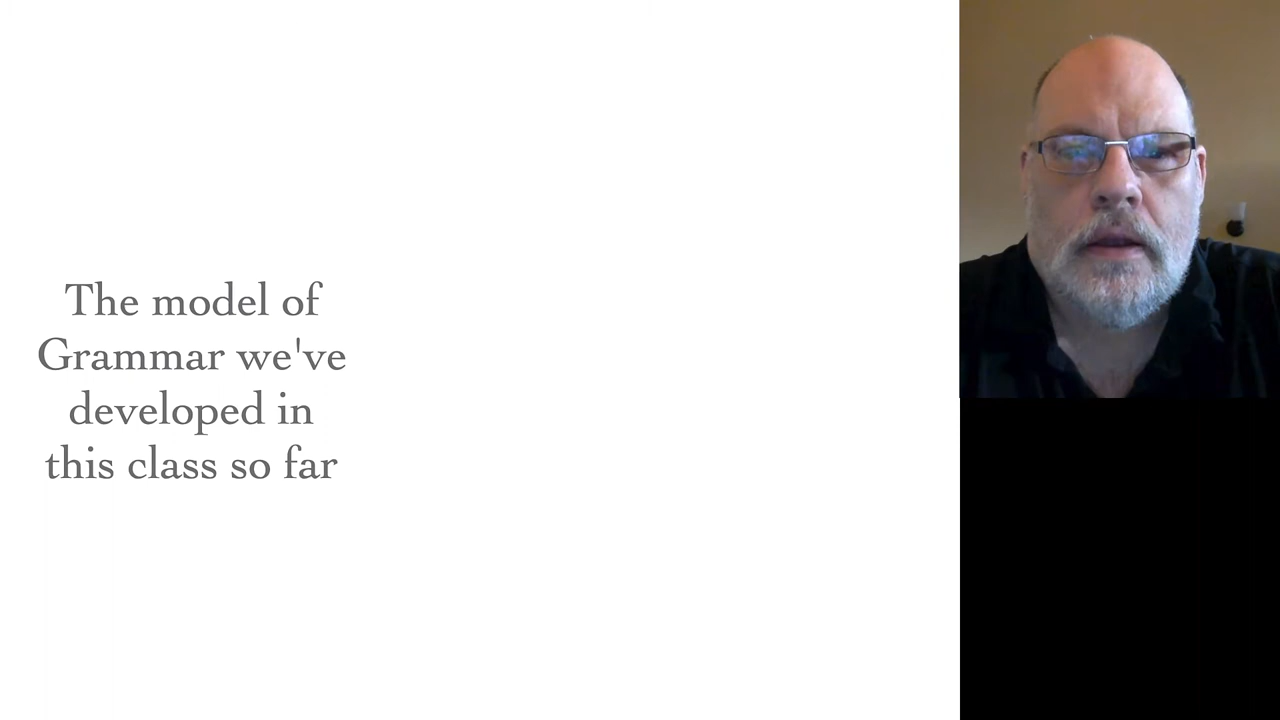 The model of
Grammar we've
developed in
this class so far